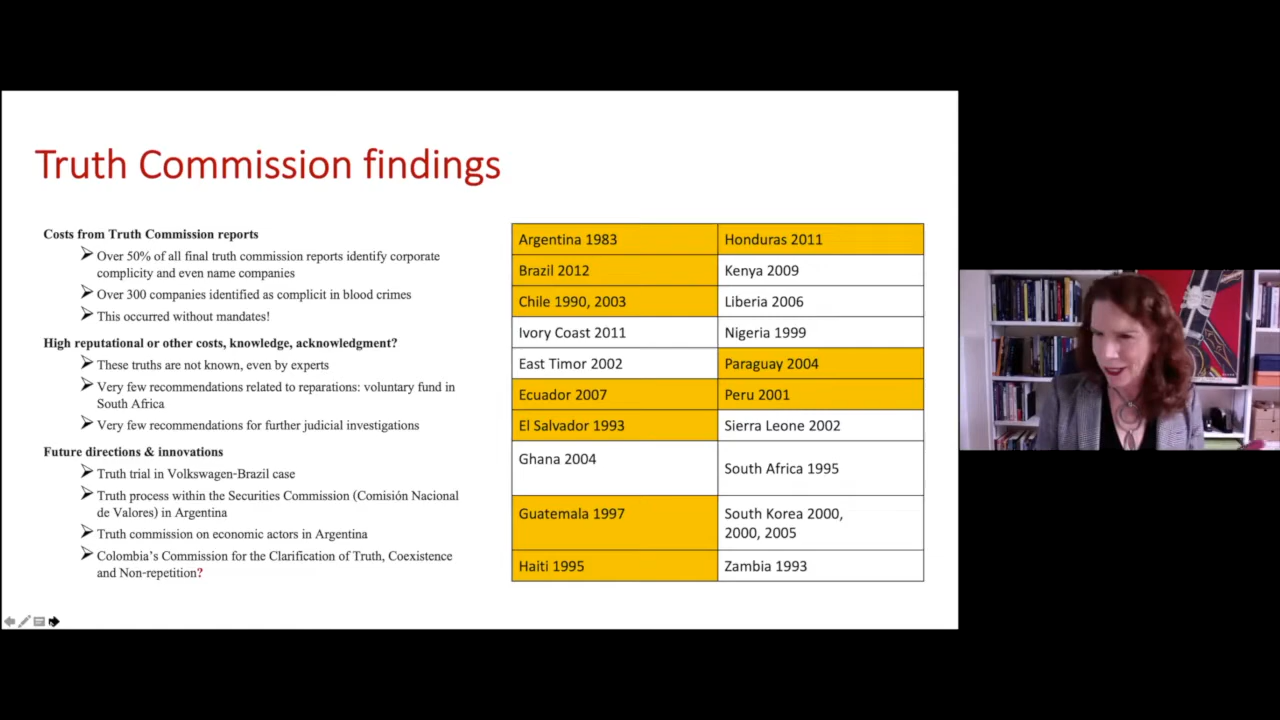 Truth Commission findings
Costs from Truth Commission reports
Over 50% of all final truth commission reports identify corporate
complicity and even name companies
Over 300 companies identified as complicit in blood crimes
This occurred without mandates!
High reputational or other costs, knowledge, acknowledgment?
These truths are not known, even by experts
Very few recommendations related to reparations: voluntary fund in
South Africa
Very few recommendations for further judicial investigations
Future directions & innovations
Truth trial in Volkswagen-Brazil case
Truth process within the Securities Commission (Comisión Nacional
de Valores) in Argentina
Truth commission on economic actors in Argentina
Colombia's Commission for the Clarification of Truth, Coexistence
and Non-repetition?
Argentina 1983
Honduras 2011
Brazil 2012
Kenya 2009
Chile 1990, 2003
Liberia 2006
Ivory Coast 2011
Nigeria 1999
East Timor 2002
Paraguay 2004
Ecuador 2007
Peru 2001
El Salvador 1993
Sierra Leone 2002
Ghana 2004
South Africa 1995
Guatemala 1997
South Korea 2000,
2000, 2005
Haiti 1995
Zambia 1993